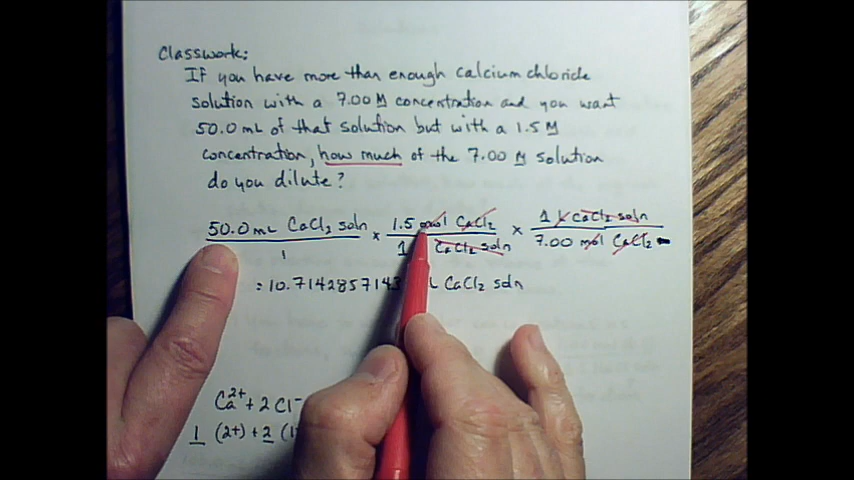 Classwork:
If you have more than enough calcium chloride
solution with a 7.00 M concentration and you want
50.0 mL of that solution but with a 1.5 M
concentration, how much of the 7.00 M solution
do you dilute?
50.0 mL CaCl2 soln × 1.5 mol CaCl2 × 1 L CaCl2 soln
1 1 CaCl2 soln 7.00 mol CaCl2
: 10.7142857143 L CaCl2 soln
Ca2+ + 2 Cl-
1 (2+) + 2 (1